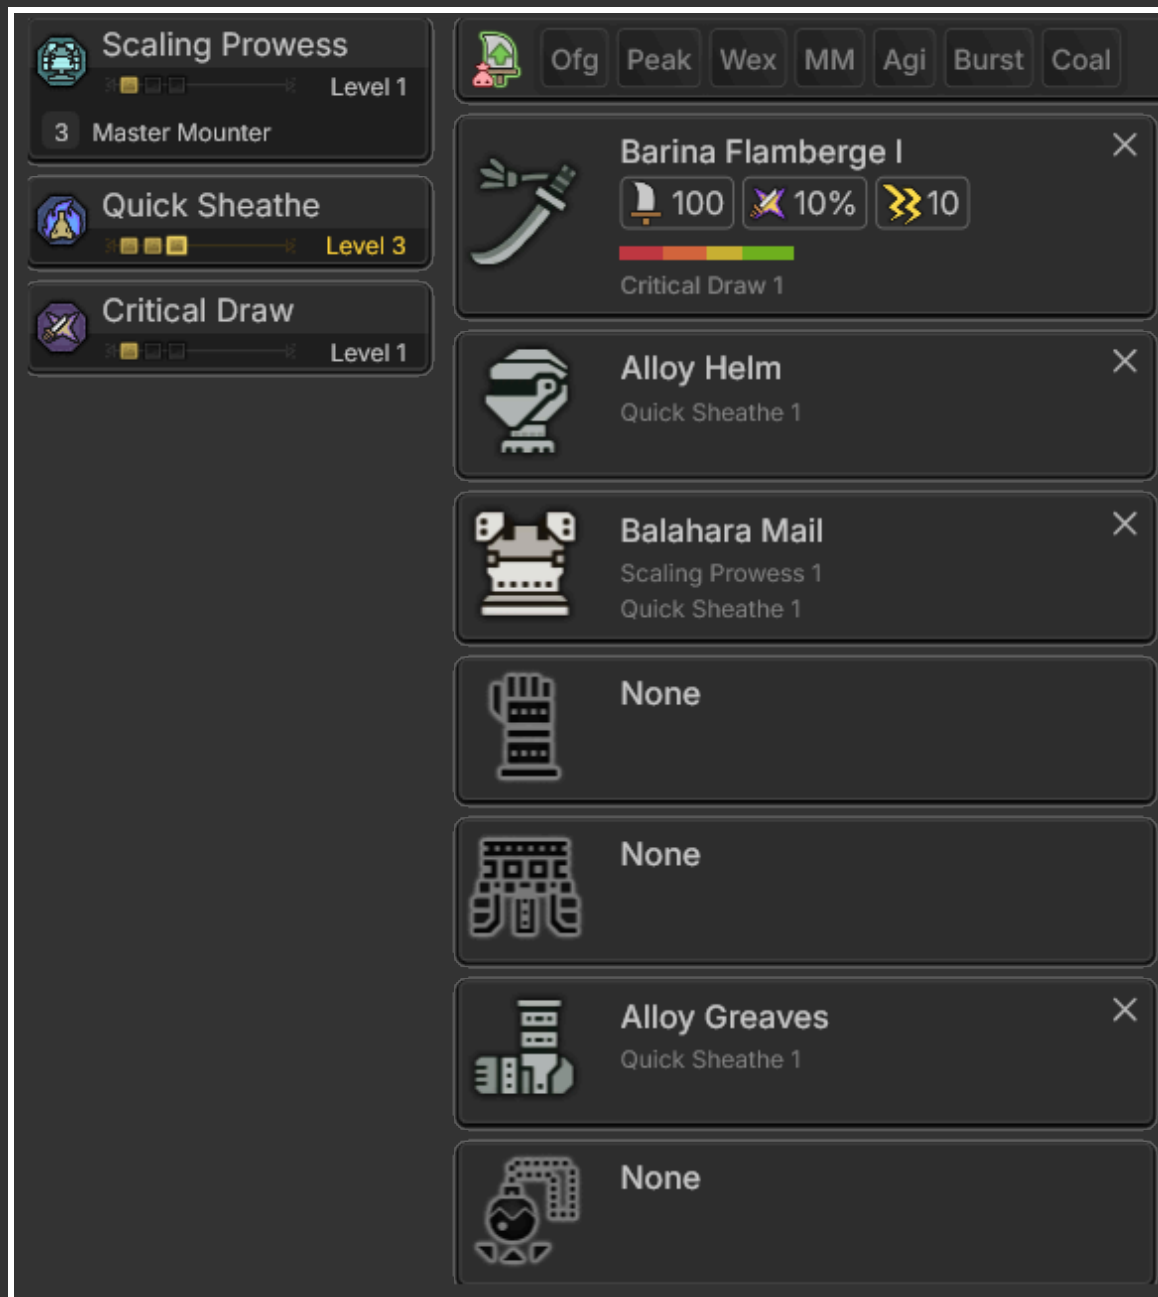 Scaling Prowess
Level 1
3 Master Mounter
Quick Sheathe
Level 3
Critical Draw
Level 1
Ofg Peak Wex MM Agi Burst Coal
Barina Flamberge I
100 10% 10
Critical Draw 1
Alloy Helm
Quick Sheathe 1
Balahara Mail
Scaling Prowess 1
Quick Sheathe 1
None
None
Alloy Greaves
Quick Sheathe 1
None